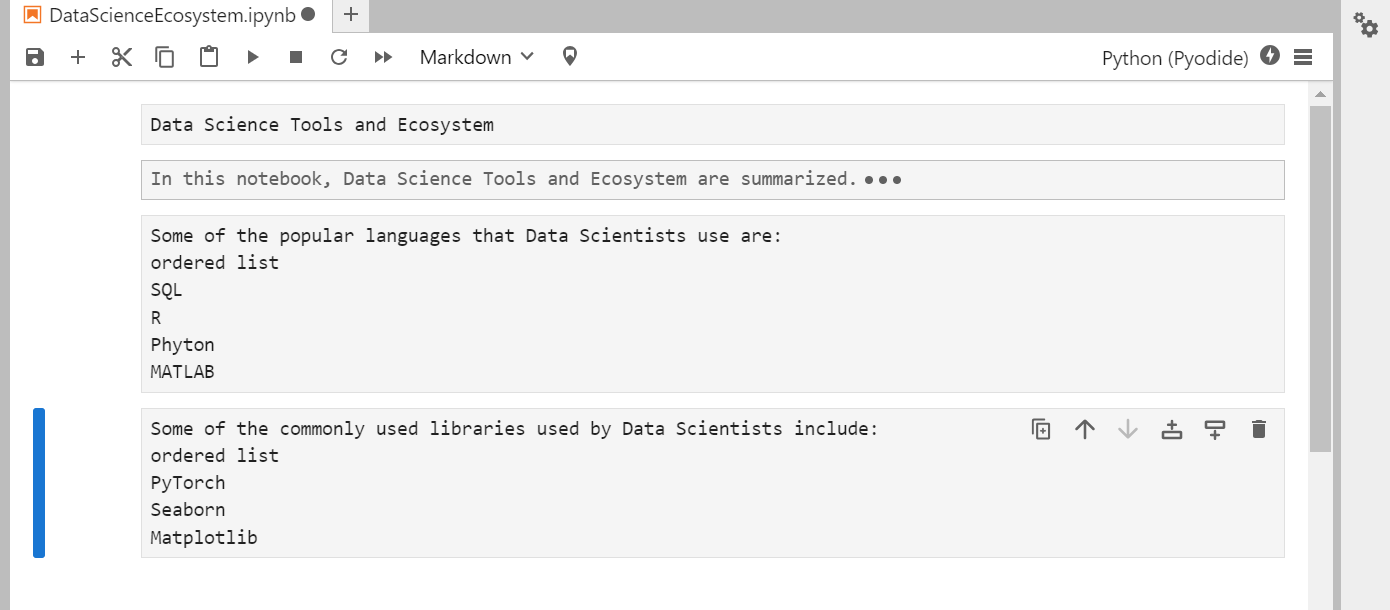 DataScienceEcosystem.ipynb
Markdown
Python (Pyodide)
Data Science Tools and Ecosystem
In this notebook, Data Science Tools and Ecosystem are summarized.
Some of the popular languages that Data Scientists use are:
ordered list
SQL
R
Phyton
MATLAB
Some of the commonly used libraries used by Data Scientists include:
ordered list
PyTorch
Seaborn
Matplotlib